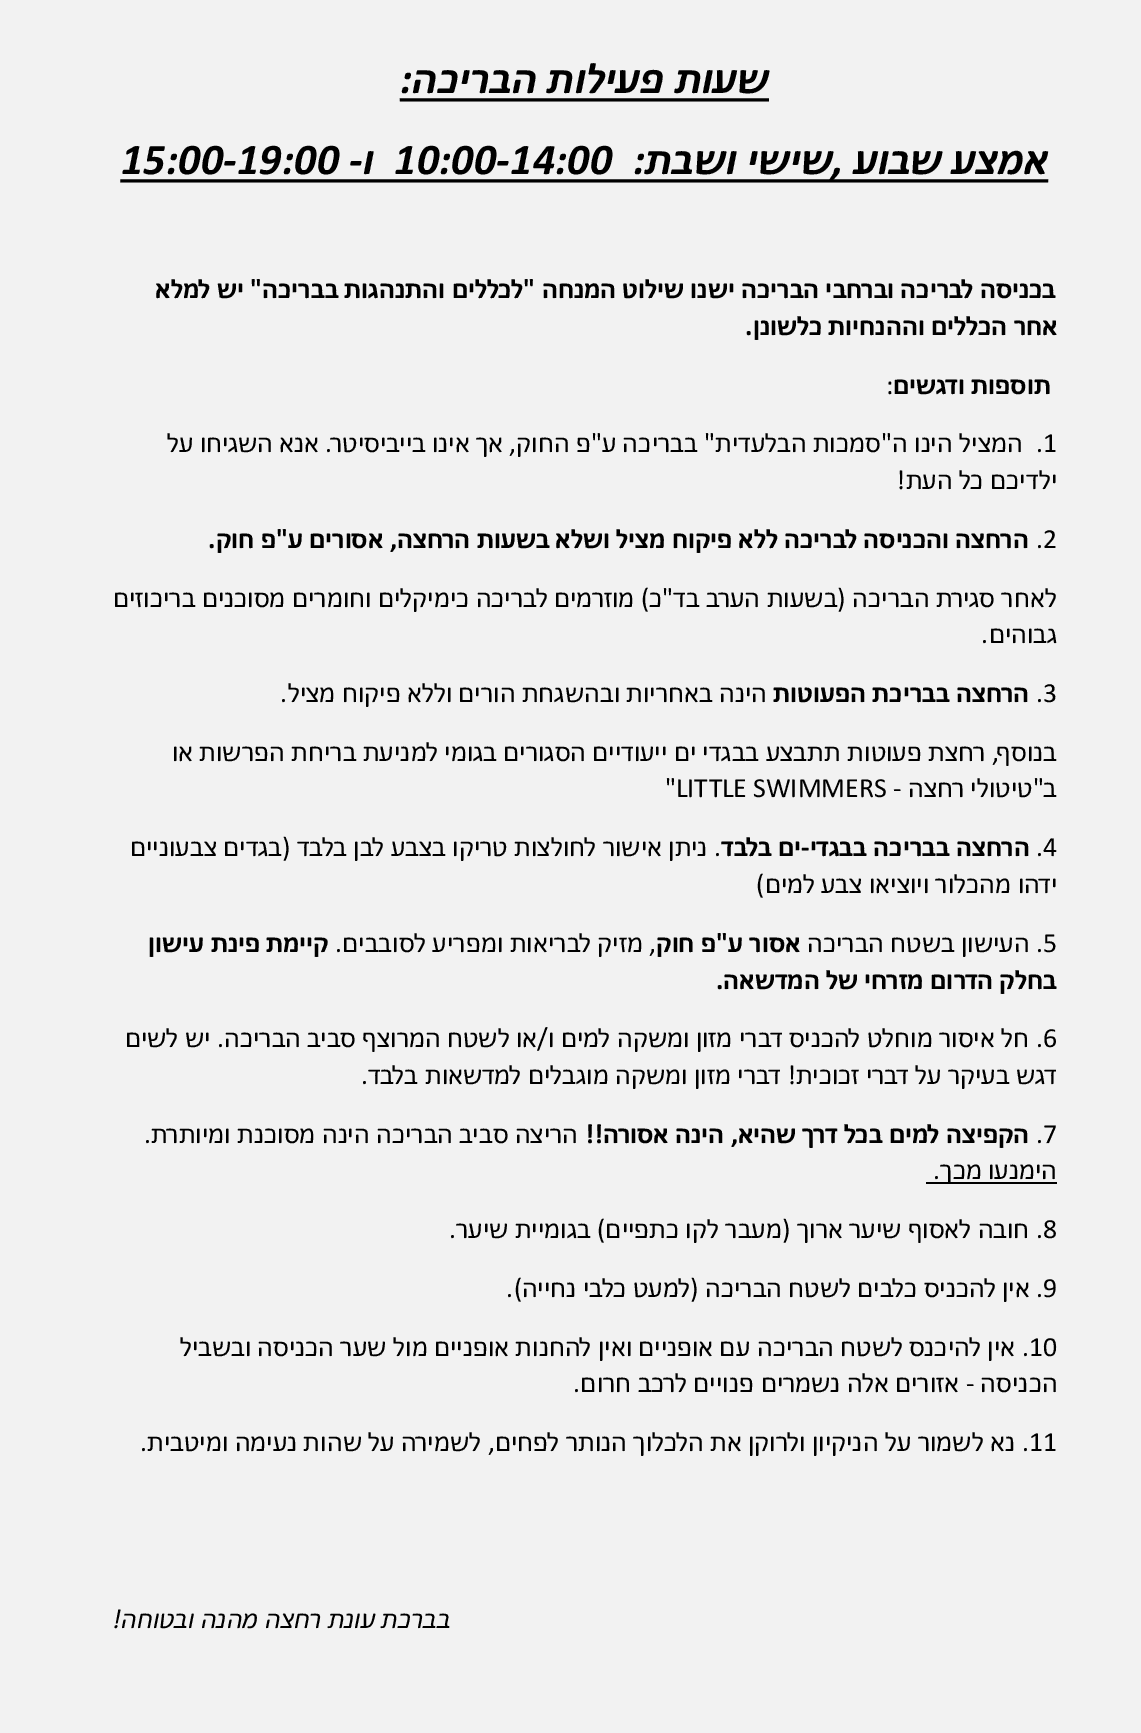 שעות פעילות הבריכה:
אמצע שבוע ,שישי ושבת: 10:00-14:00 ו- 15:00-19:00
בכניסה לבריכה וברחבי הבריכה ישנו שילוט המנחה "לכללים והתנהגות בבריכה" יש למלא
אחר הכללים וההנחיות כלשונן.
תוספות ודגשים:
1. המציל הינו ה"סמכות הבלעדית" בבריכה ע"פ החוק, אך אינו בייביסיטר. אנא השגיחו על
ילדיכם כל העת!
2. הרחצה והכניסה לבריכה ללא פיקוח מציל ושלא בשעות הרחצה, אסורים ע"פ חוק.
לאחר סגירת הבריכה (בשעות הערב בד"כ) מוזרמים לבריכה כימיקלים וחומרים מסוכנים בריכוזים
גבוהים.
3. הרחצה בבריכת הפעוטות הינה באחריות ובהשגחת הורים וללא פיקוח מציל.
בנוסף, רחצת פעוטות תתבצע בבגדי ים ייעודיים הסגורים בגומי למניעת בריחת הפרשות או
ב"טיטולי רחצה - LITTLE SWIMMERS"
4. הרחצה בבריכה בבגדי-ים בלבד. ניתן אישור לחולצות טריקו בצבע לבן בלבד (בגדים צבעוניים
ידהו מהכלור ויוציאו צבע למים)
5. העישון בשטח הבריכה אסור ע"פ חוק, מזיק לבריאות ומפריע לסובבים. קיימת פינת עישון
בחלק הדרום מזרחי של המדשאה.
6. חל איסור מוחלט להכניס דברי מזון ומשקה למים ו/או לשטח המרוצף סביב הבריכה. יש לשים
דגש בעיקר על דברי זכוכית! דברי מזון ומשקה מוגבלים למדשאות בלבד.
7. הקפיצה למים בכל דרך שהיא, הינה אסורה!! הריצה סביב הבריכה הינה מסוכנת ומיותרת.
הימנעו מכך.
8. חובה לאסוף שיער ארוך (מעבר לקו כתפיים) בגומיית שיער.
9. אין להכניס כלבים לשטח הבריכה (למעט כלבי נחייה).
10. אין להיכנס לשטח הבריכה עם אופניים ואין להחנות אופניים מול שער הכניסה ובשביל
הכניסה - אזורים אלה נשמרים פנויים לרכב חרום.
11. נא לשמור על הניקיון ולרוקן את הלכלוך הנותר לפחים, לשמירה על שהות נעימה ומיטבית.
בברכת עונת רחצה מהנה ובטוחה!